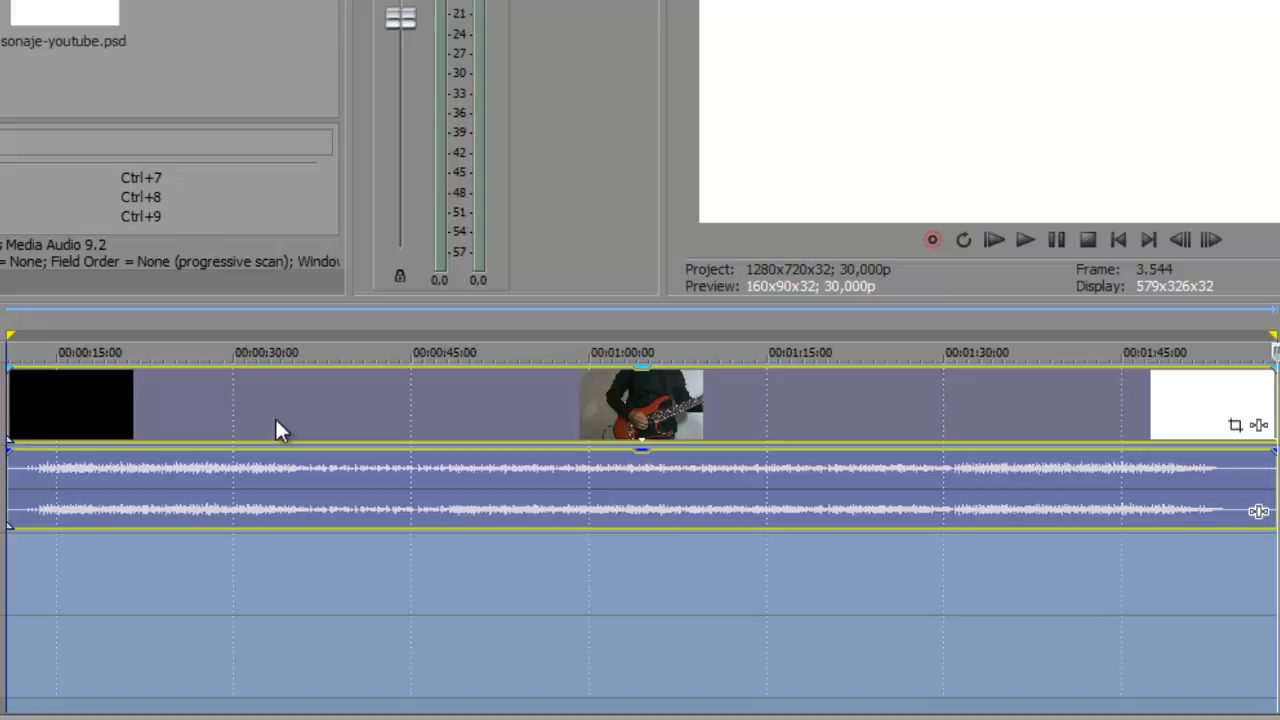 -21-
-24-
sonaje-youtube.psd
-27-
-30-
-33-
-36-
-39-
-42-
-45-
-48-
-51-
-54-
-57-
0,0 0,0
Ctrl+7
Ctrl+8
Ctrl+9
s Media Audio 9.2
= None; Field Order = None (progressive scan); Window
Project: 1280x720x32; 30,000p
Frame: 3.544
Preview: 160x90x32; 30,000p
Display: 579x326x32
00:00:15:00 00:00:30:00 00:00:45:00 00:01:00:00 00:01:15:00 00:01:30:00 00:01:45:00